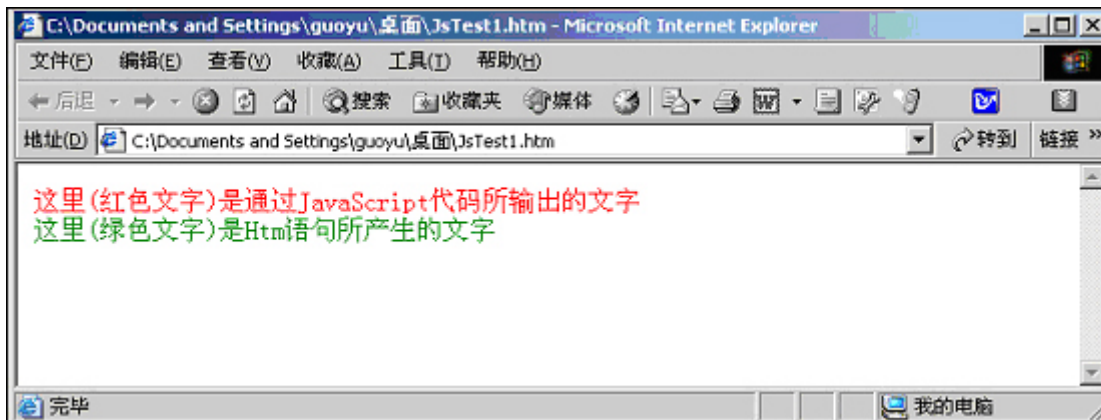 C:\Documents and Settings\guoyu\桌面\JsTest1.htm - Microsoft Internet Explorer
文件(F) 编辑(E) 查看(V) 收藏(A) 工具(T) 帮助(H)
后退 搜索 收藏夹 媒体
地址(D) C:\Documents and Settings\guoyu\桌面\JsTest1.htm 转到 链接 »
这里(红色文字)是通过JavaScript代码所输出的文字
这里(绿色文字)是Htm语句所产生的文字
完毕 我的电脑